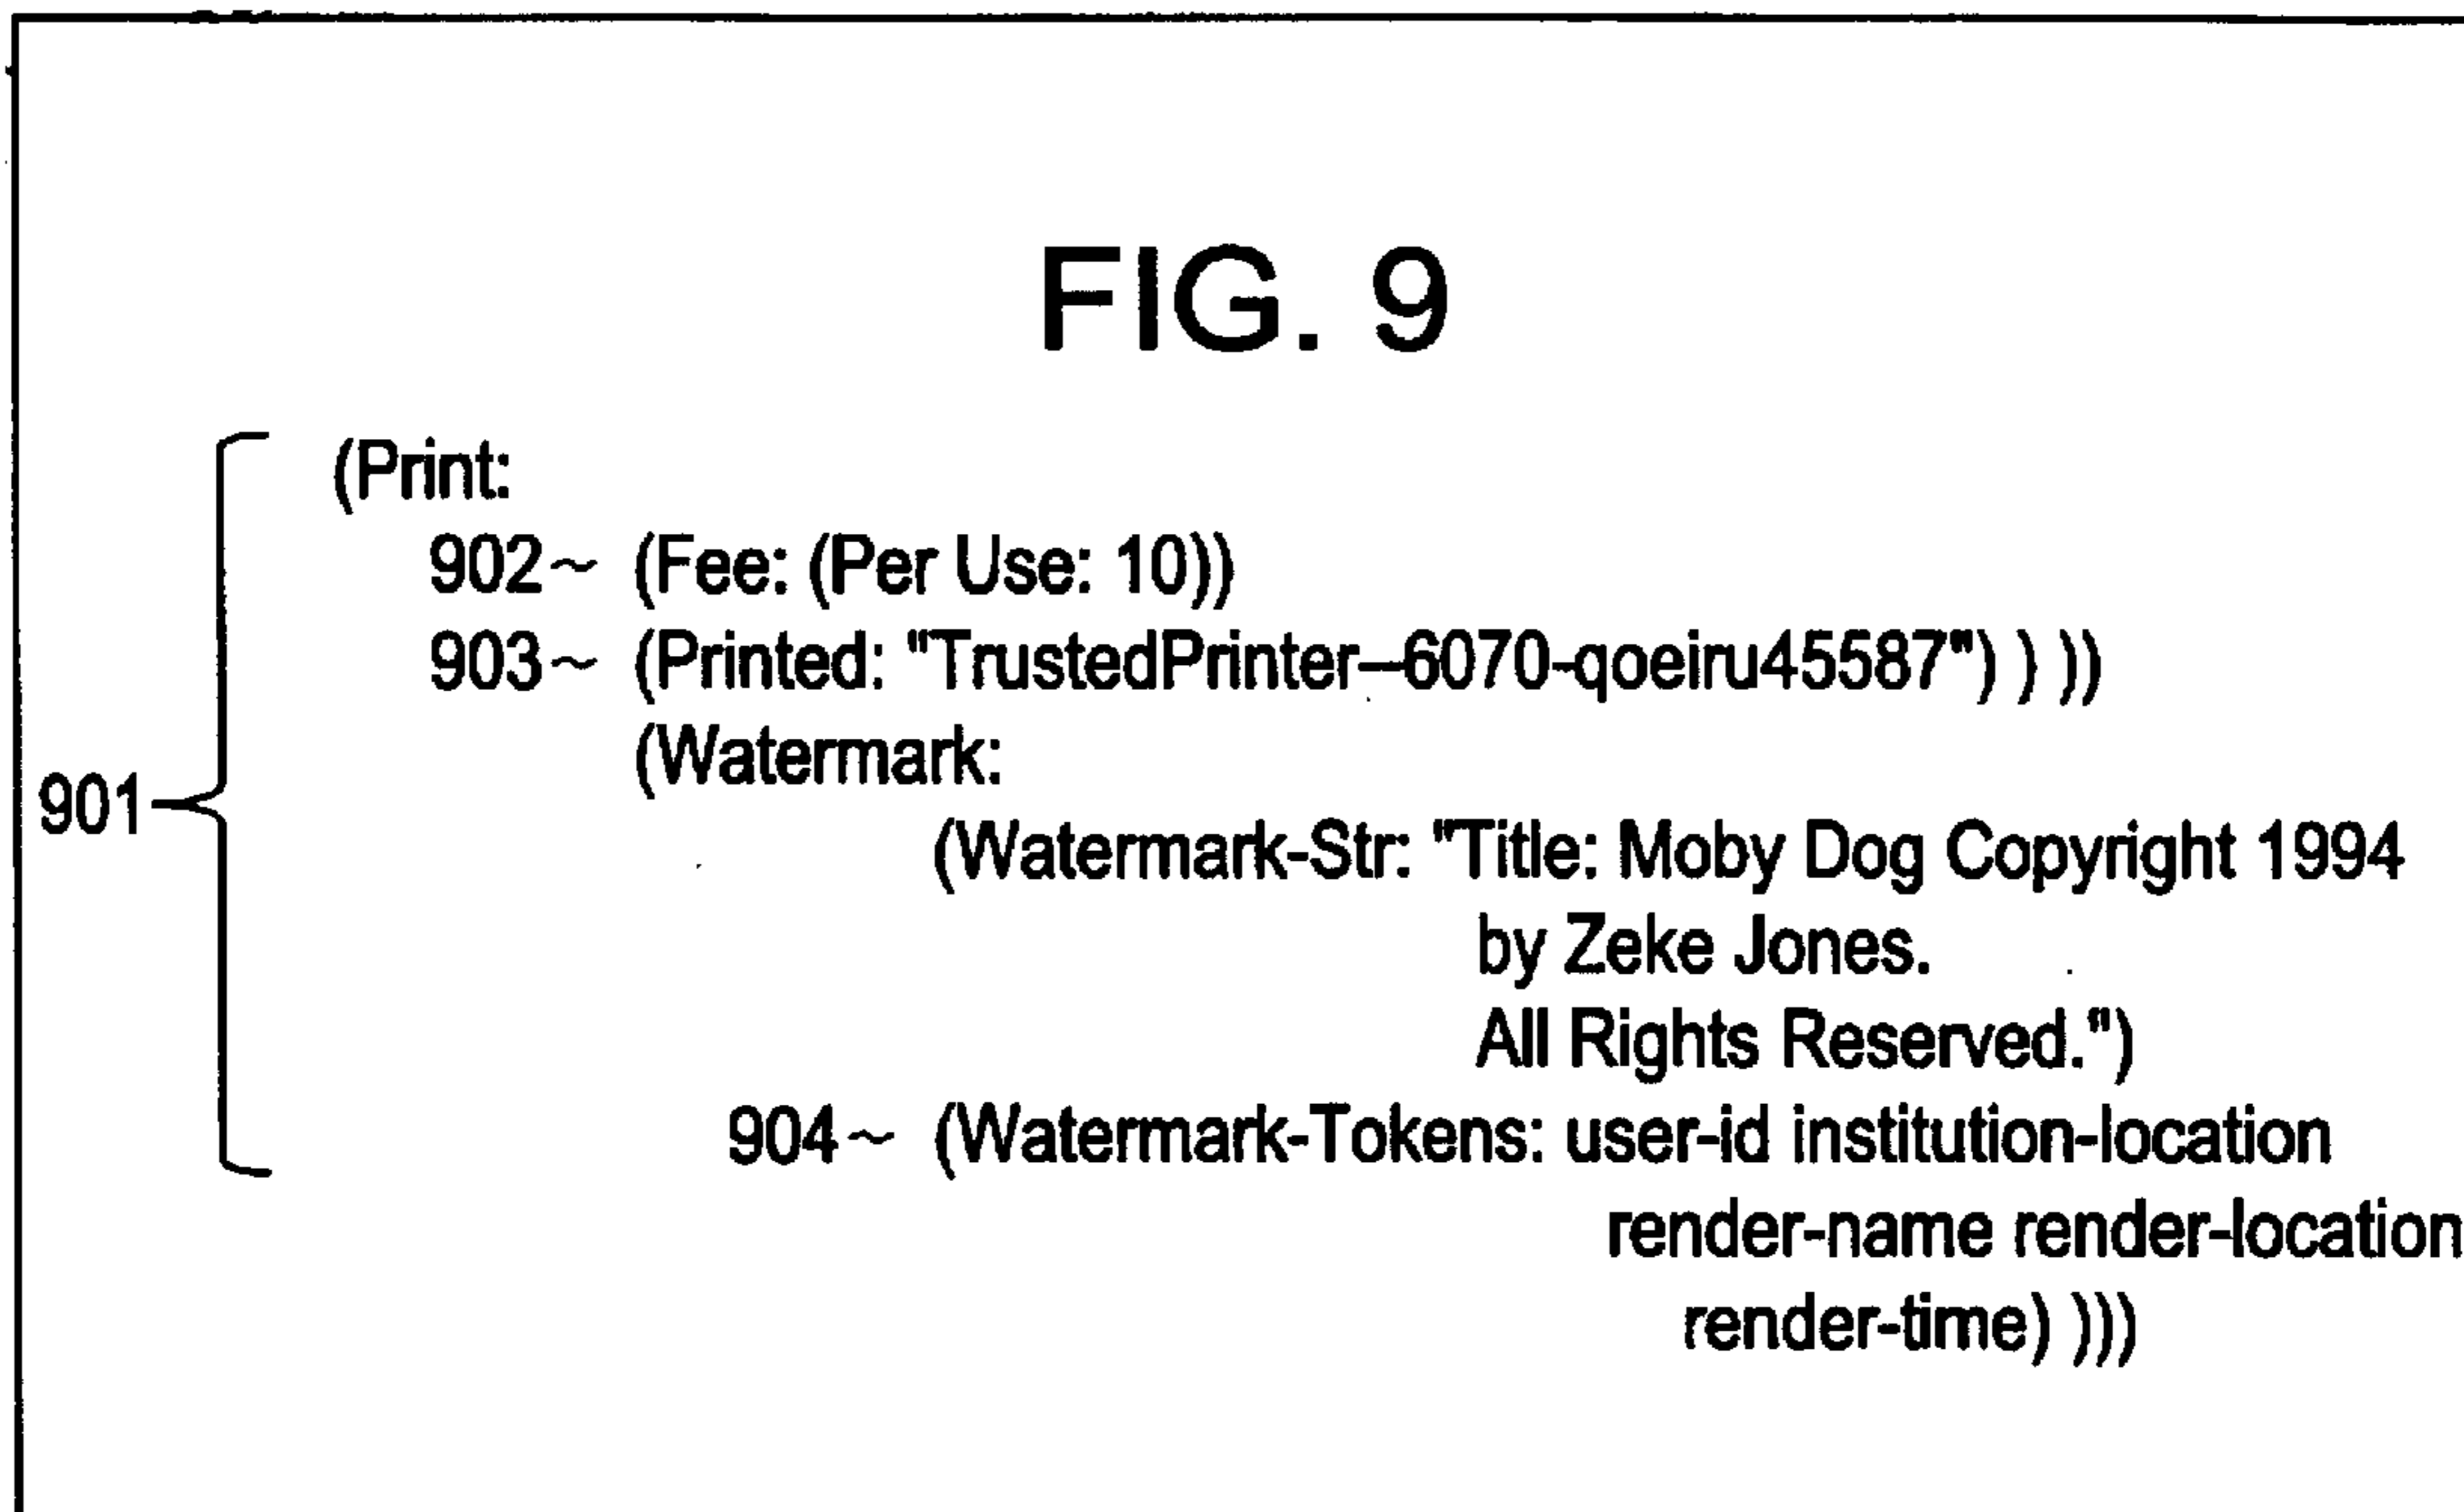 FIG. 9
(Print:
902~ (Fee: (Per Use: 10))
903~ (Printed: "TrustedPrinter--6070-qoeiru45587") ) ))
(Watermark:
901
(Watermark-Str: "Title: Moby Dog Copyright 1994
by Zeke Jones.
All Rights Reserved.")
904~ (Watermark-Tokens: user-id institution-location
render-name render-location
render-time) )))